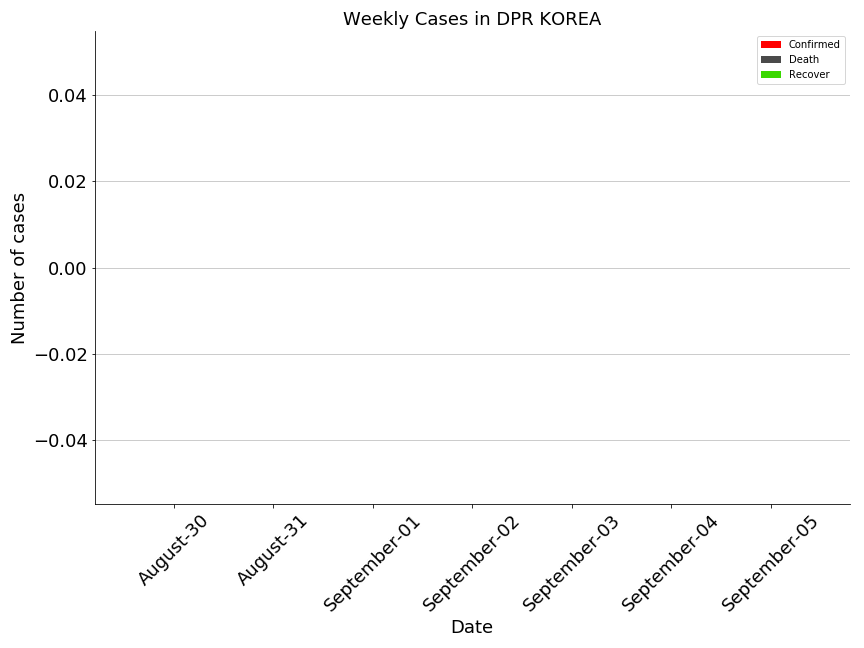 Weekly Cases in DPR KOREA
Confirmed
Death
Recover
Number of cases
0.04
0.02
0.00
−0.02
−0.04
August-30
August-31
September-01
September-02
September-03
September-04
September-05
Date